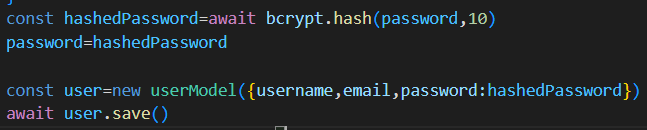 const hashedPassword=await bcrypt.hash(password,10)
password=hashedPassword
const user=new userModel({username,email,password:hashedPassword})
await user.save()